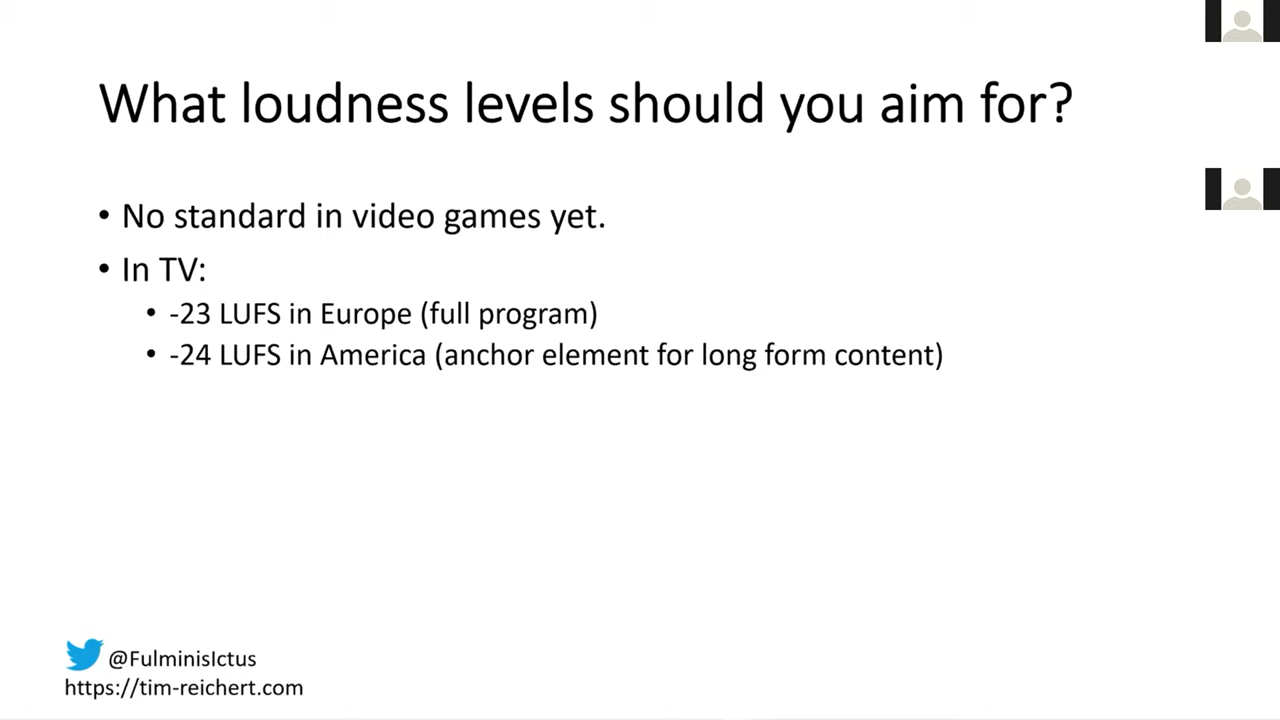 What loudness levels should you aim for?
• No standard in video games yet.
• In TV:
• -23 LUFS in Europe (full program)
• -24 LUFS in America (anchor element for long form content)
@FulminisIctus
https://tim-reichert.com